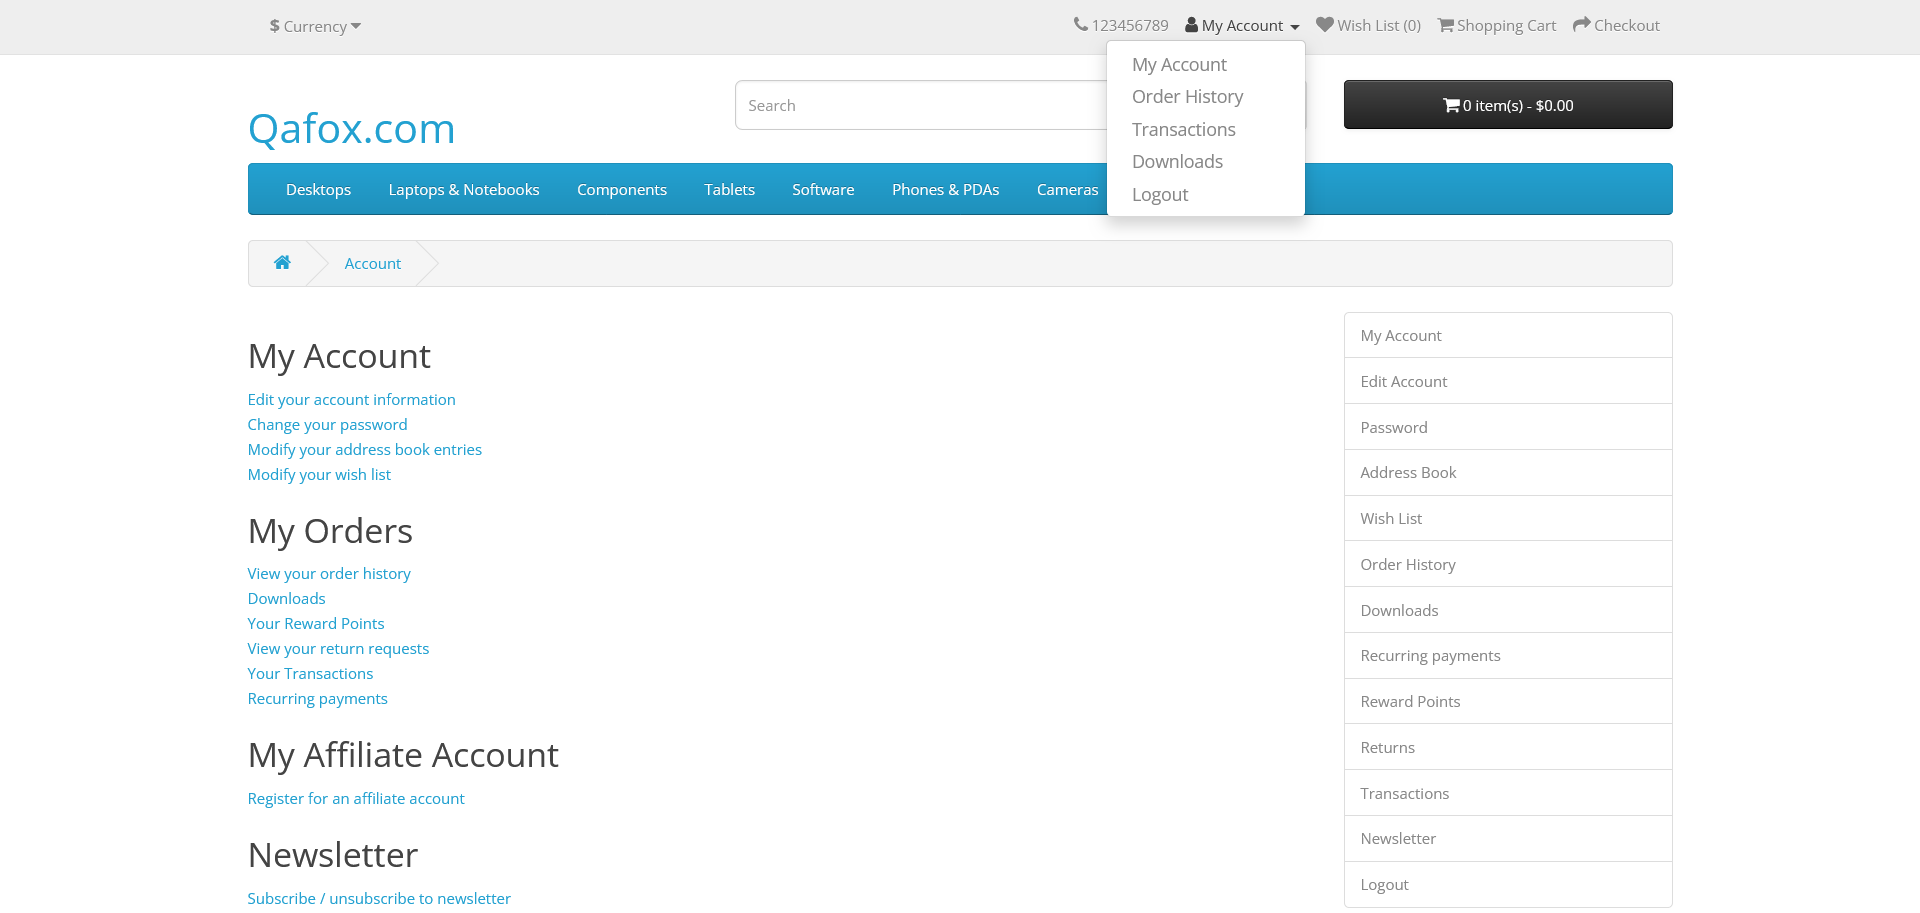 $ Currency
123456789 My Account Wish List (0) Shopping Cart Checkout
My Account
Order History
Transactions
Downloads
Logout
Qafox.com
Search
0 item(s) - $0.00
Desktops Laptops & Notebooks Components Tablets Software Phones & PDAs Cameras
Account
My Account
Edit your account information
Change your password
Modify your address book entries
Modify your wish list
My Orders
View your order history
Downloads
Your Reward Points
View your return requests
Your Transactions
Recurring payments
My Affiliate Account
Register for an affiliate account
Newsletter
Subscribe / unsubscribe to newsletter
My Account
Edit Account
Password
Address Book
Wish List
Order History
Downloads
Recurring payments
Reward Points
Returns
Transactions
Newsletter
Logout